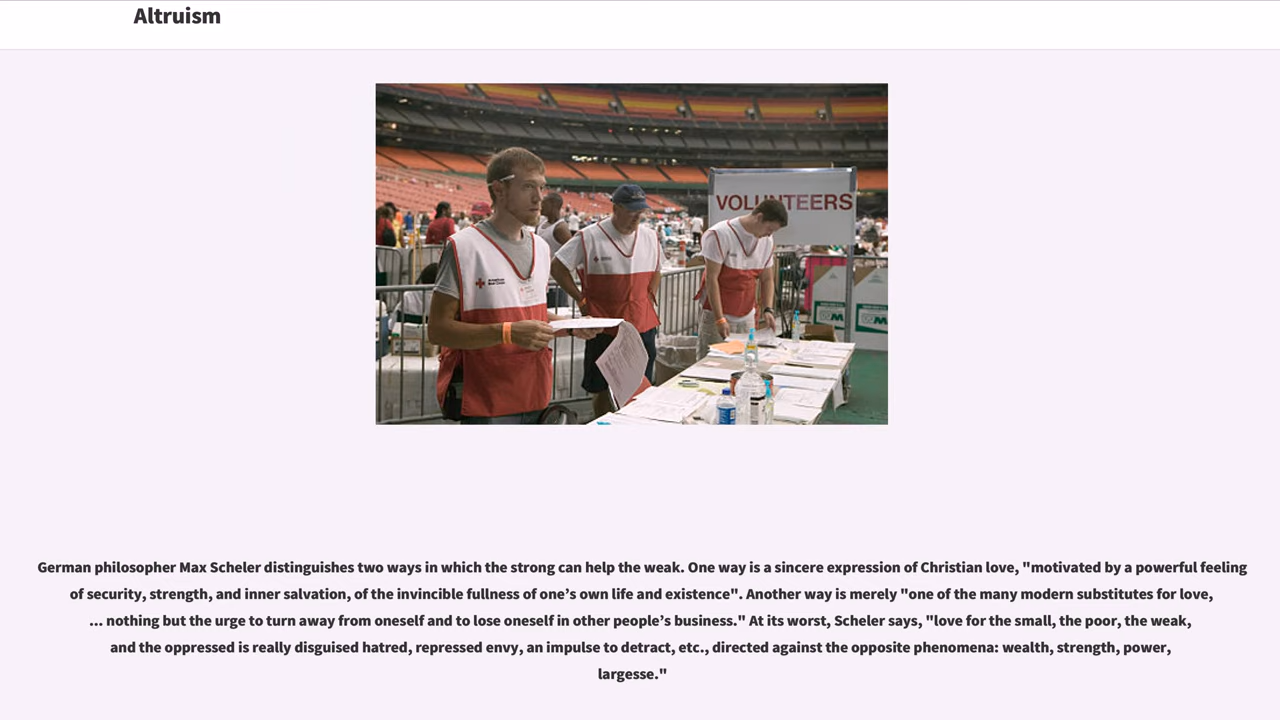 Altruism
VOLUNTEERS
American
Red Cross
German philosopher Max Scheler distinguishes two ways in which the strong can help the weak. One way is a sincere expression of Christian love, "motivated by a powerful feeling
of security, strength, and inner salvation, of the invincible fullness of one’s own life and existence". Another way is merely "one of the many modern substitutes for love,
... nothing but the urge to turn away from oneself and to lose oneself in other people’s business." At its worst, Scheler says, "love for the small, the poor, the weak,
and the oppressed is really disguised hatred, repressed envy, an impulse to detract, etc., directed against the opposite phenomena: wealth, strength, power,
largesse."